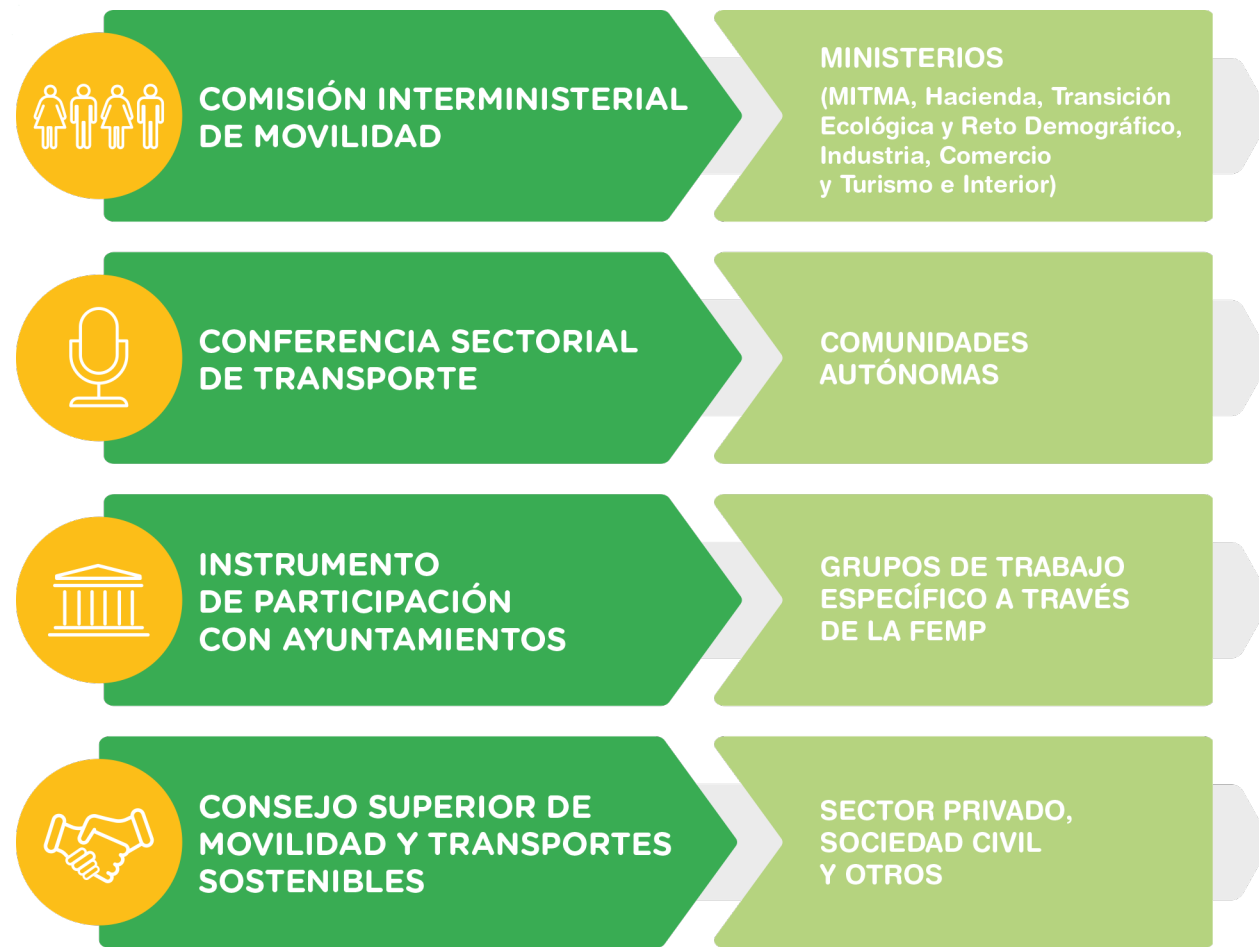 COMISIÓN INTERMINISTERIAL
DE MOVILIDAD
MINISTERIOS
(MITMA, Hacienda, Transición
Ecológica y Reto Demográfico,
Industria, Comercio
y Turismo e Interior)
CONFERENCIA SECTORIAL
DE TRANSPORTE
COMUNIDADES
AUTÓNOMAS
INSTRUMENTO
DE PARTICIPACIÓN
CON AYUNTAMIENTOS
GRUPOS DE TRABAJO
ESPECÍFICO A TRAVÉS
DE LA FEMP
CONSEJO SUPERIOR DE
MOVILIDAD Y TRANSPORTES
SOSTENIBLES
SECTOR PRIVADO,
SOCIEDAD CIVIL
Y OTROS